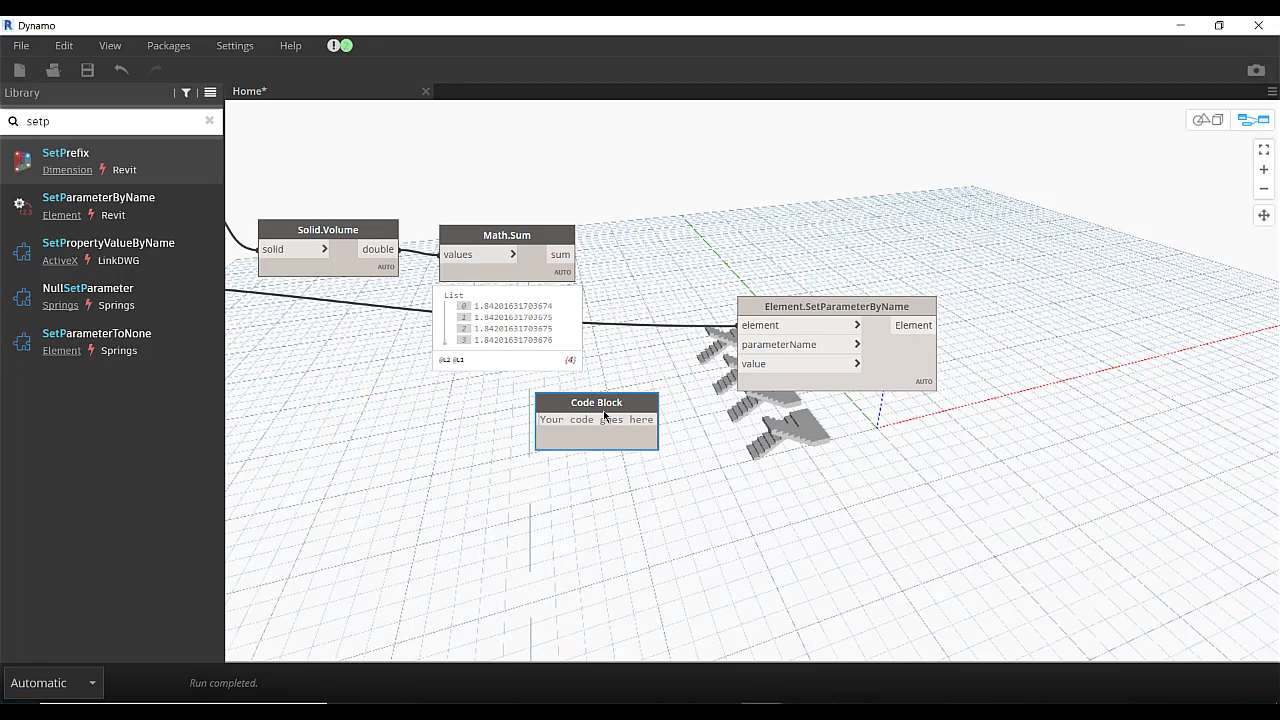 Dynamo
File Edit View Packages Settings Help
Library
Home*
setp
SetPrefix
Dimension Revit
SetParameterByName
Element Revit
SetPropertyValueByName
ActiveX LinkDWG
NullSetParameter
Springs Springs
SetParameterToNone
Element Springs
Solid.Volume
solid > double
AUTO
Math.Sum
values > sum
AUTO
List
0 1.84201631703674
1 1.84201631703675
2 1.84201631703675
3 1.84201631703676
@L2 @L1 {4}
Element.SetParameterByName
element > Element
parameterName >
value >
AUTO
Code Block
Your code goes here
Automatic
Run completed.